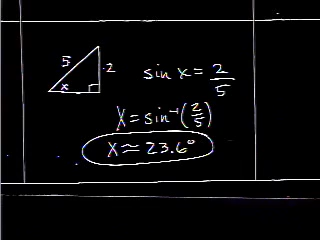 5
2
x
sin x = 2/5
x = sin⁻¹(2/5)
x ≈ 23.6°